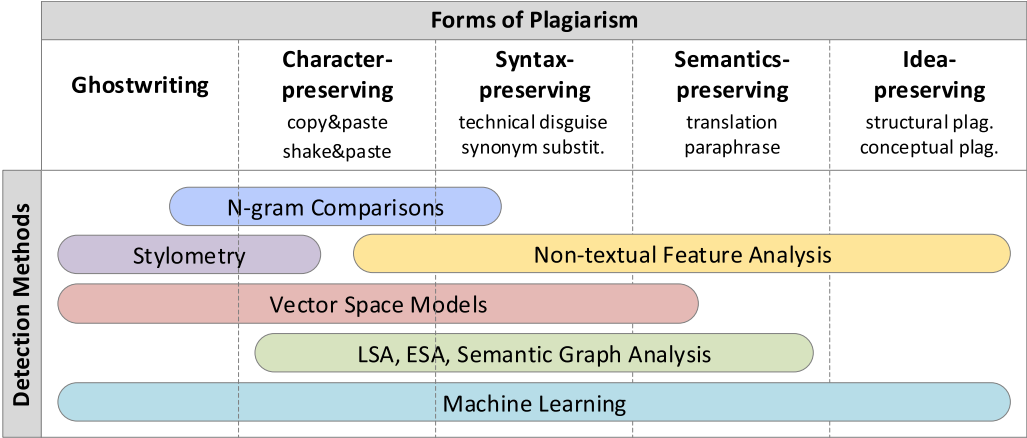 Forms of Plagiarism
Ghostwriting
Character-
preserving
copy&paste
shake&paste
Syntax-
preserving
technical disguise
synonym substit.
Semantics-
preserving
translation
paraphrase
Idea-
preserving
structural plag.
conceptual plag.
Detection Methods
N-gram Comparisons
Stylometry
Non-textual Feature Analysis
Vector Space Models
LSA, ESA, Semantic Graph Analysis
Machine Learning